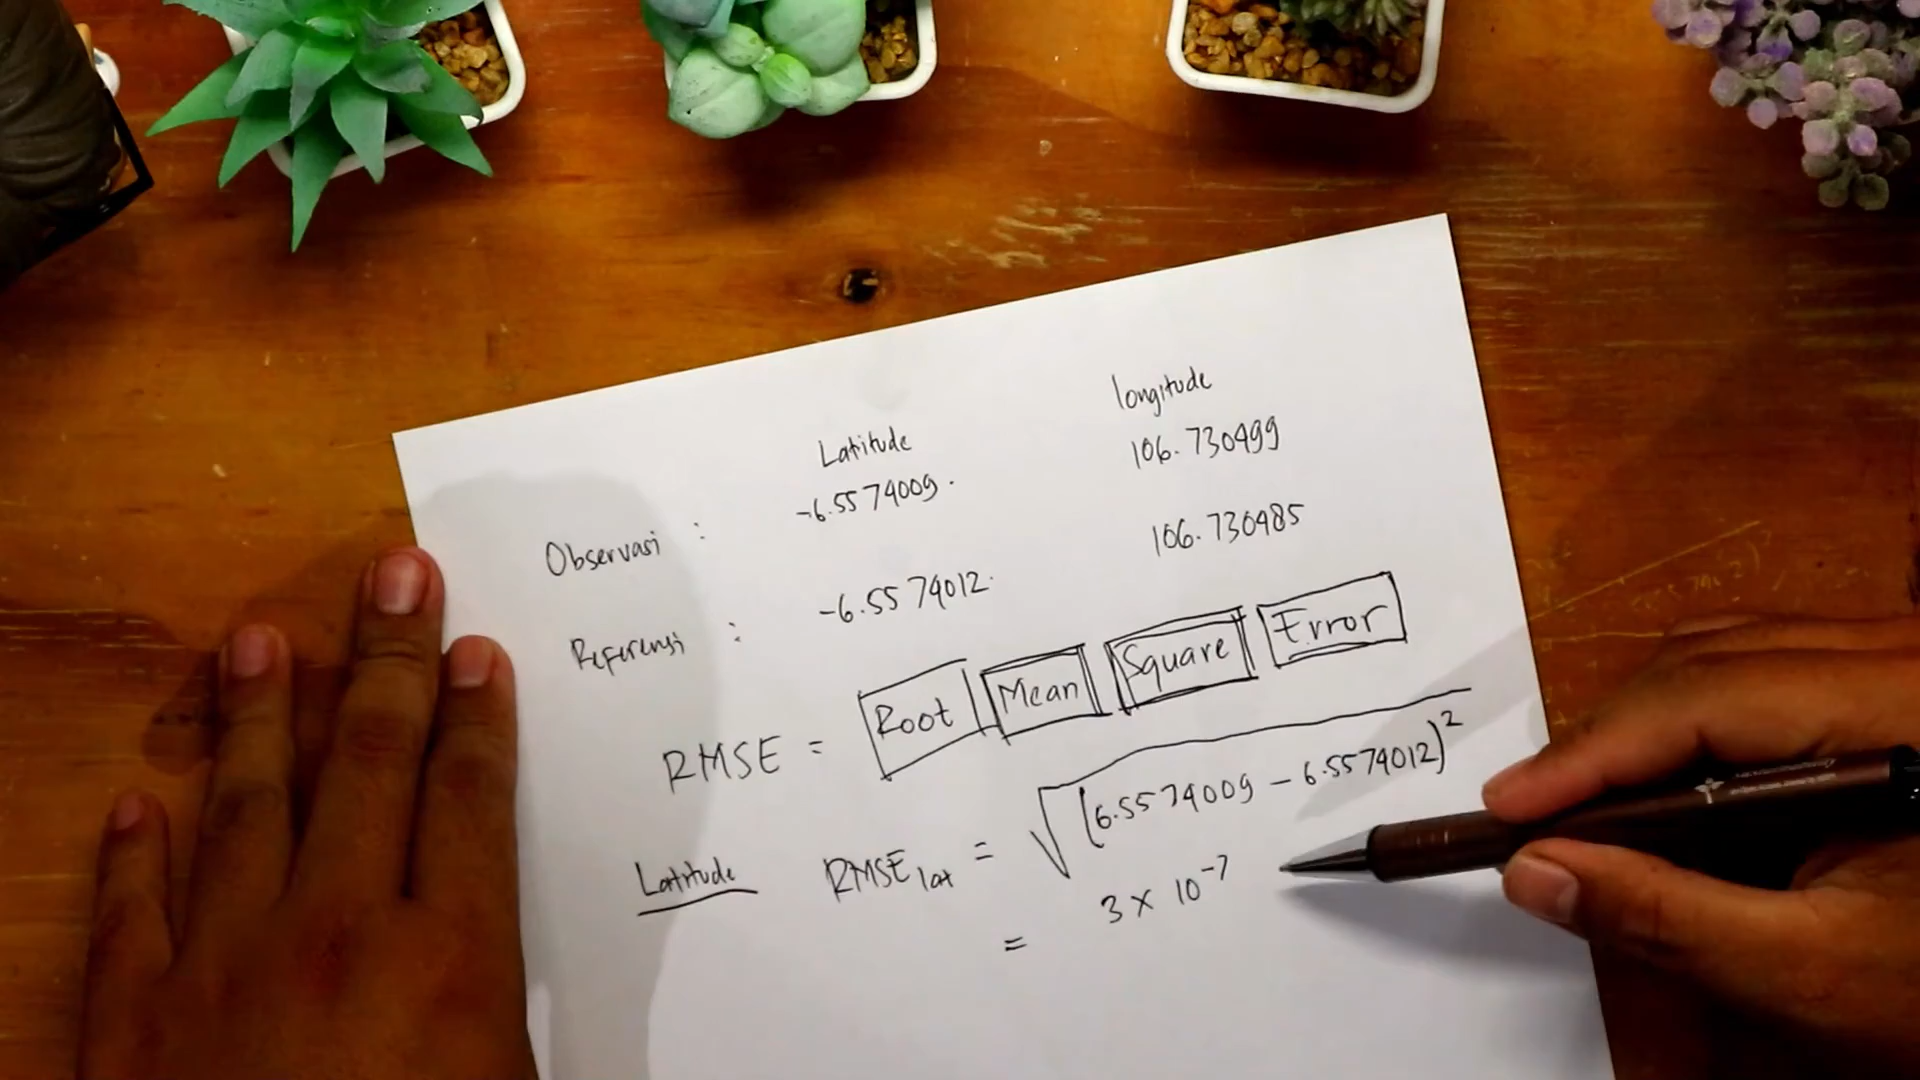 Latitude longitude
Observasi : -6.5574009. 106.730499
Referensi : -6.5574012. 106.730485
RMSE = Root Mean Square Error
Latitude RMSE lat = √(6.5574009 - 6.5574012)²
= 3 x 10⁻⁷